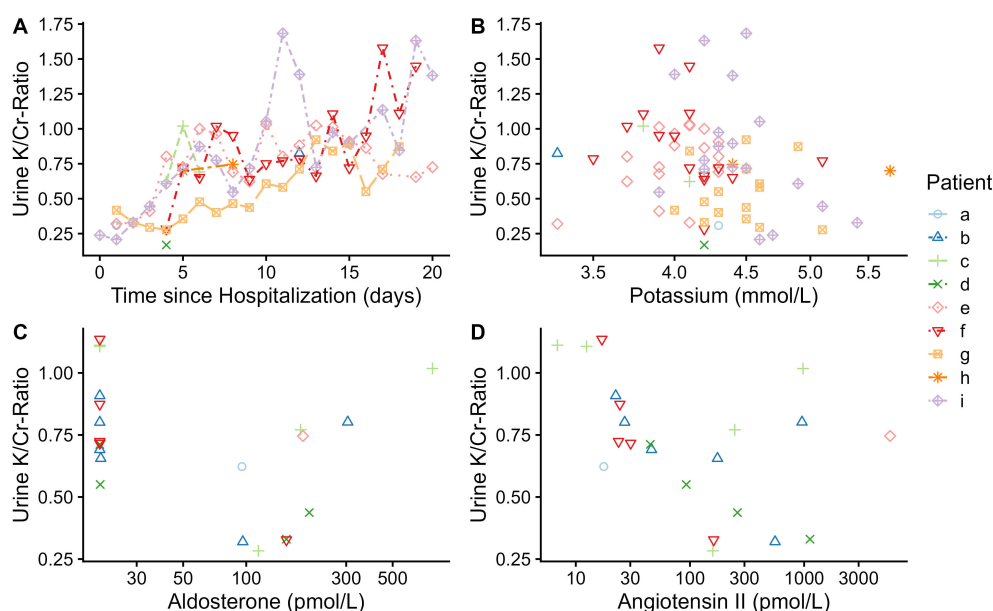 A
Urine K/Cr-Ratio
1.75
1.50
1.25
1.00
0.75
0.50
0.25
0 5 10 15 20
Time since Hospitalization (days)
B
Urine K/Cr-Ratio
1.75
1.50
1.25
1.00
0.75
0.50
0.25
3.5 4.0 4.5 5.0 5.5
Potassium (mmol/L)
C
Urine K/Cr-Ratio
1.00
0.75
0.50
0.25
30 50 100 300 500
Aldosterone (pmol/L)
D
Urine K/Cr-Ratio
1.00
0.75
0.50
0.25
10 30 100 300 1000 3000
Angiotensin II (pmol/L)
Patient
a
b
c
d
e
f
g
h
i